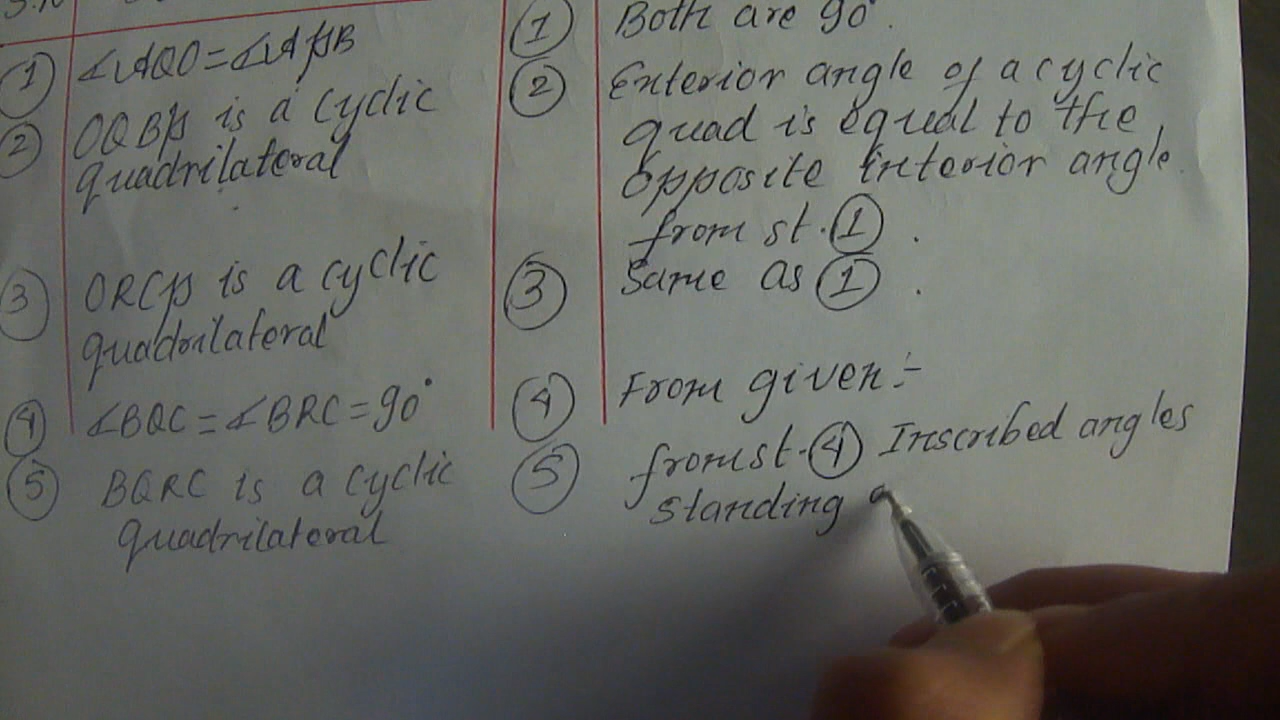 ① ∠AQO = ∠APB
② OQBP is a cyclic
quadrilateral
③ ORCP is a cyclic
quadrilateral
④ ∠BQC = ∠BRC = 90°
⑤ BQRC is a cyclic
quadrilateral
① Both are 90°.
② Exterior angle of a cyclic
quad is equal to the
opposite interior angle.
from st. ① .
③ Same as ① .
④ From given :-
⑤ from st. ④ Inscribed angles
standing